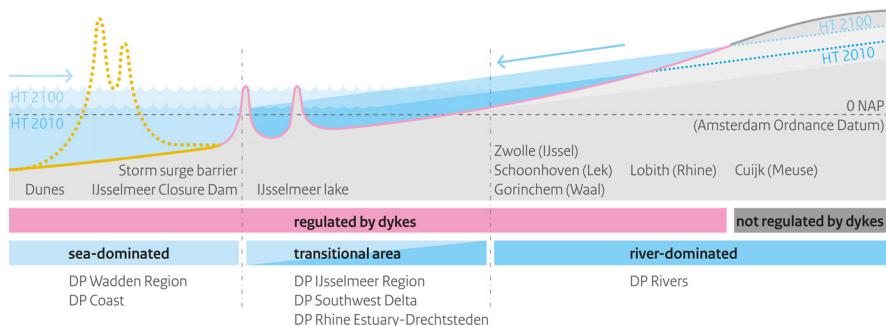 HT 2100
HT 2010
HT 2100
HT 2010
0 NAP
(Amsterdam Ordnance Datum)
Dunes
Storm surge barrier
IJsselmeer Closure Dam
IJsselmeer lake
Zwolle (IJssel)
Schoonhoven (Lek)
Gorinchem (Waal)
Lobith (Rhine)
Cuijk (Meuse)
regulated by dykes
not regulated by dykes
sea-dominated
transitional area
river-dominated
DP Wadden Region
DP Coast
DP IJsselmeer Region
DP Southwest Delta
DP Rhine Estuary-Drechtsteden
DP Rivers